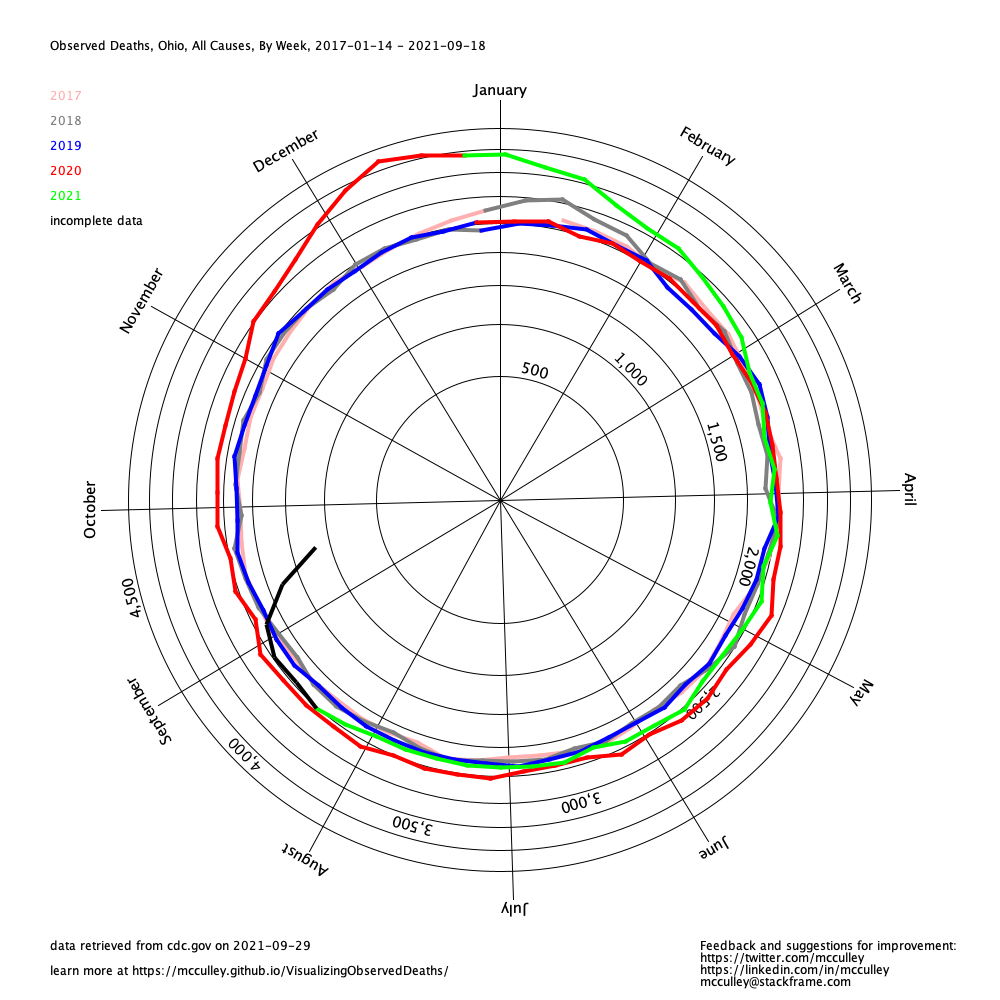 Observed Deaths, Ohio, All Causes, By Week, 2017-01-14 - 2021-09-18
2017
2018
2019
2020
2021
incomplete data
January
February
March
April
May
June
July
August
September
October
November
December
500
1,000
1,500
2,000
2,500
3,000
3,500
4,000
4,500
data retrieved from cdc.gov on 2021-09-29
learn more at https://mcculley.github.io/VisualizingObservedDeaths/
Feedback and suggestions for improvement:
https://twitter.com/mcculley
https://linkedin.com/in/mcculley
mcculley@stackframe.com